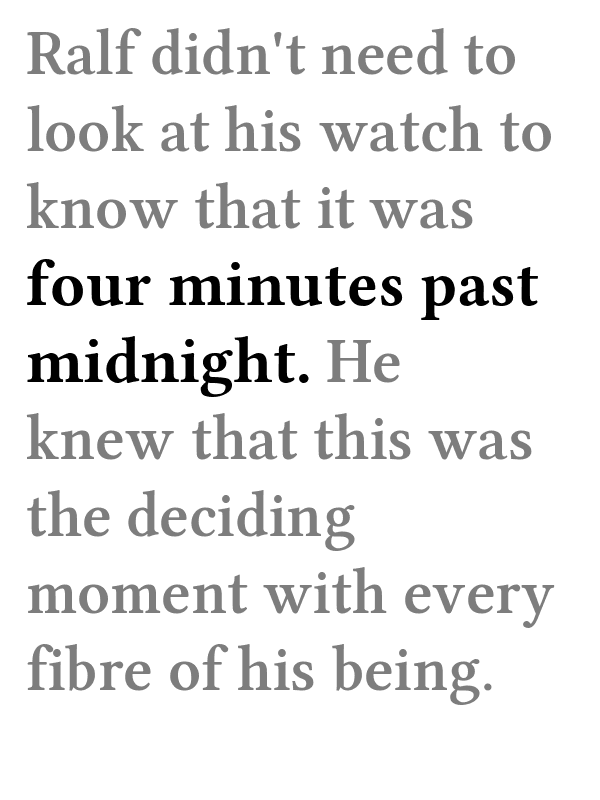 Ralf didn't need to
look at his watch to
know that it was
four minutes past
midnight. He
knew that this was
the deciding
moment with every
fibre of his being.